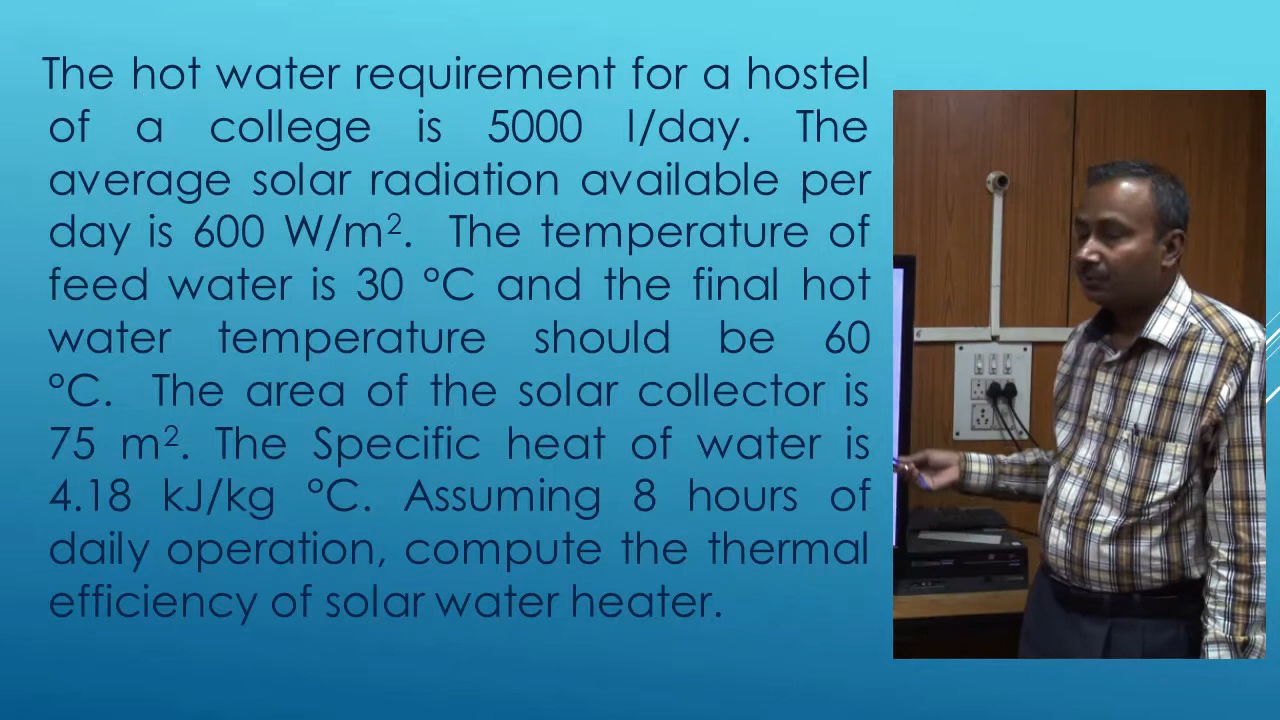 The hot water requirement for a hostel
of a college is 5000 l/day. The
average solar radiation available per
day is 600 W/m². The temperature of
feed water is 30 °C and the final hot
water temperature should be 60
°C. The area of the solar collector is
75 m². The Specific heat of water is
4.18 kJ/kg °C. Assuming 8 hours of
daily operation, compute the thermal
efficiency of solar water heater.